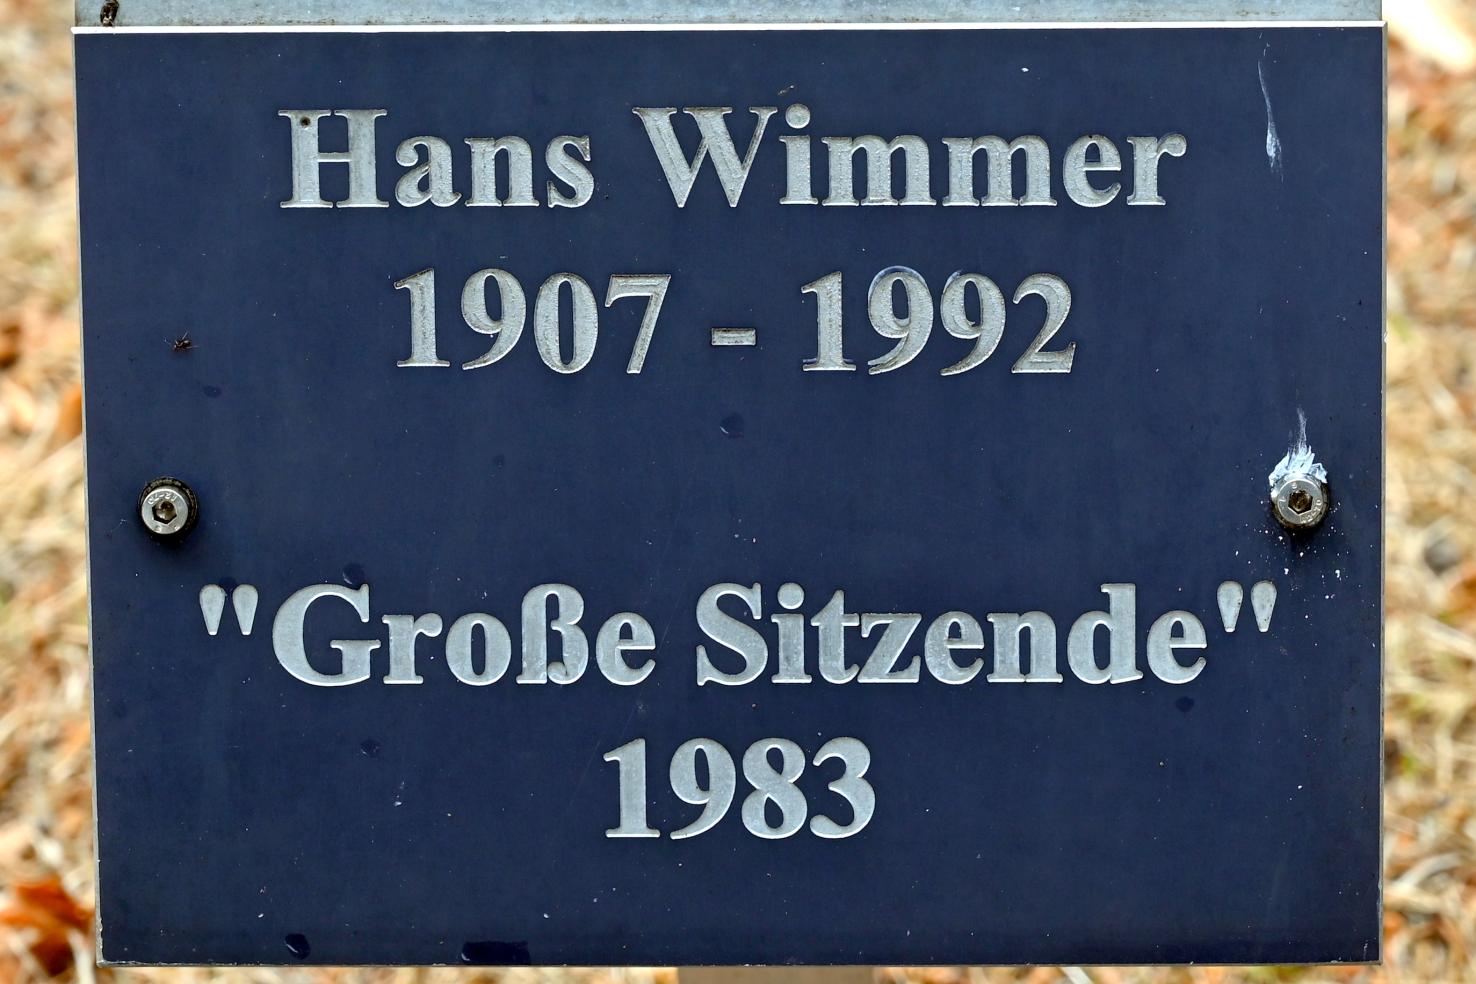 Hans Wimmer
1907 - 1992
"Große Sitzende"
1983